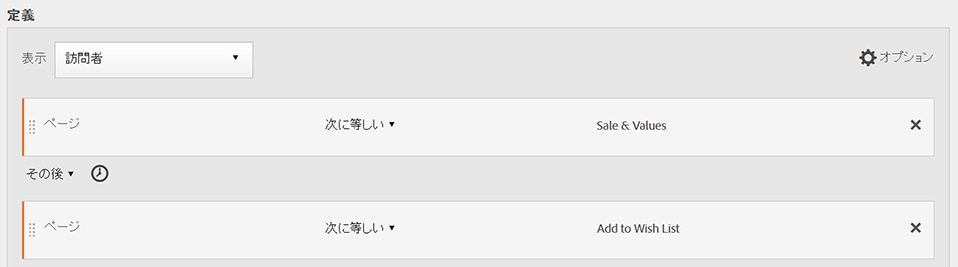 定義
表示 訪問者 オプション
ページ 次に等しい Sale & Values
その後
ページ 次に等しい Add to Wish List